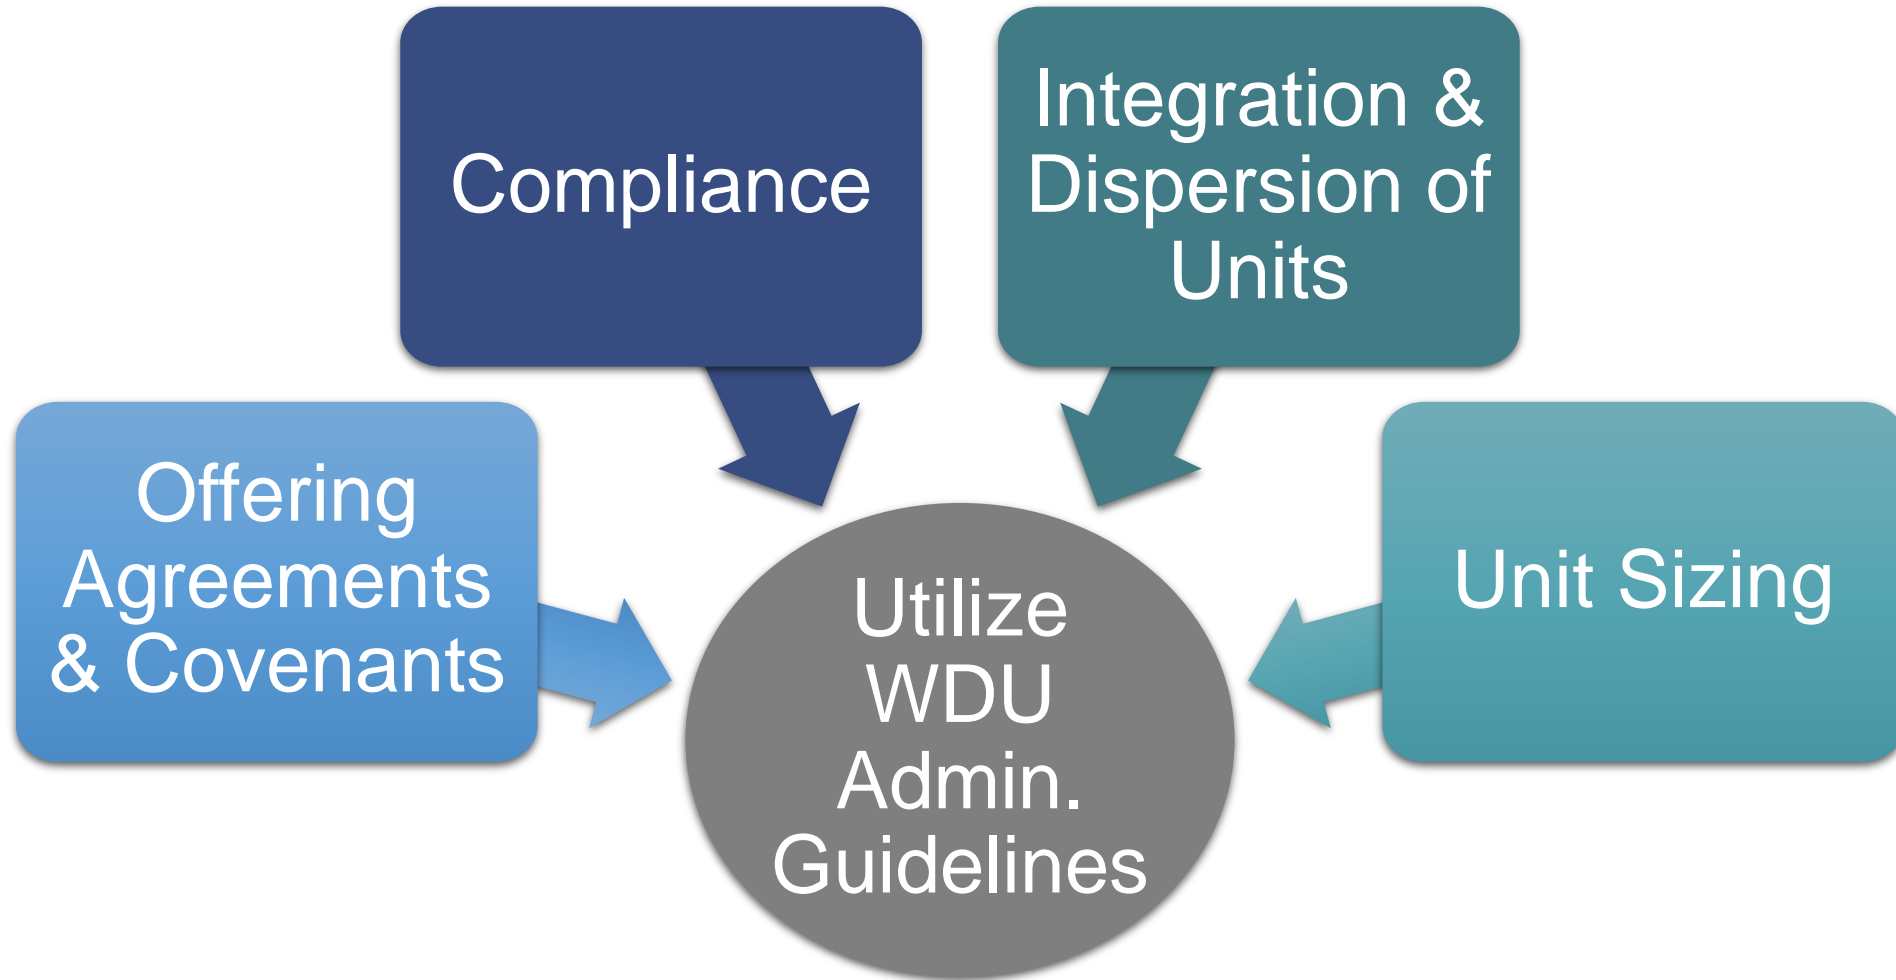 Compliance
Integration &
Dispersion of
Units
Offering
Agreements
& Covenants
Unit Sizing
Utilize
WDU
Admin.
Guidelines